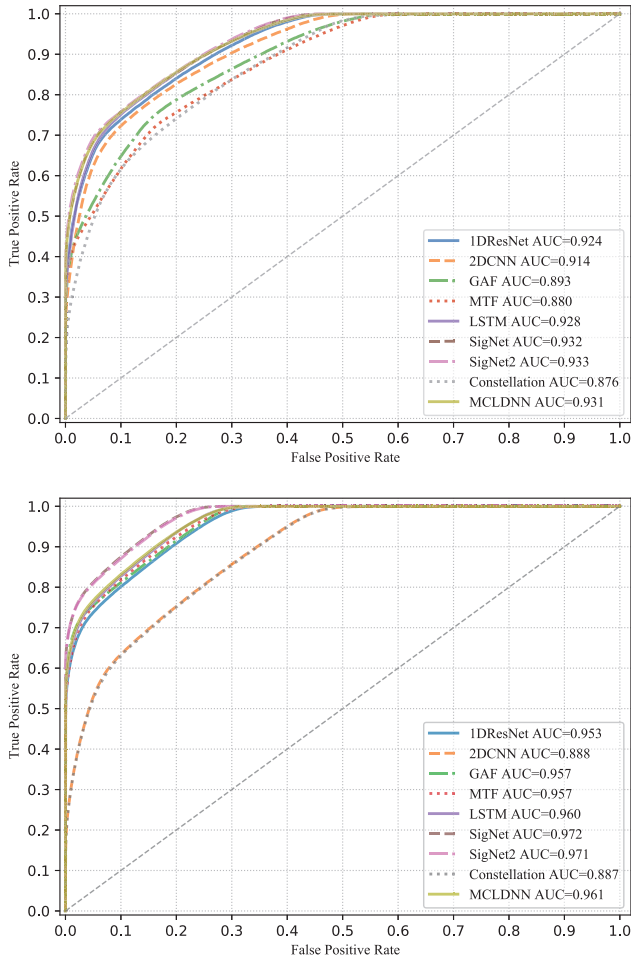 1.0
0.9
0.8
0.7
0.6
0.5
0.4
0.3
0.2
0.1
0.0
True Positive Rate
1DResNet AUC=0.924
2DCNN AUC=0.914
GAF AUC=0.893
MTF AUC=0.880
LSTM AUC=0.928
SigNet AUC=0.932
SigNet2 AUC=0.933
Constellation AUC=0.876
MCLDNN AUC=0.931
0.0 0.1 0.2 0.3 0.4 0.5 0.6 0.7 0.8 0.9 1.0
False Positive Rate
1.0
0.9
0.8
0.7
0.6
0.5
0.4
0.3
0.2
0.1
0.0
True Positive Rate
1DResNet AUC=0.953
2DCNN AUC=0.888
GAF AUC=0.957
MTF AUC=0.957
LSTM AUC=0.960
SigNet AUC=0.972
SigNet2 AUC=0.971
Constellation AUC=0.887
MCLDNN AUC=0.961
0.0 0.1 0.2 0.3 0.4 0.5 0.6 0.7 0.8 0.9 1.0
False Positive Rate